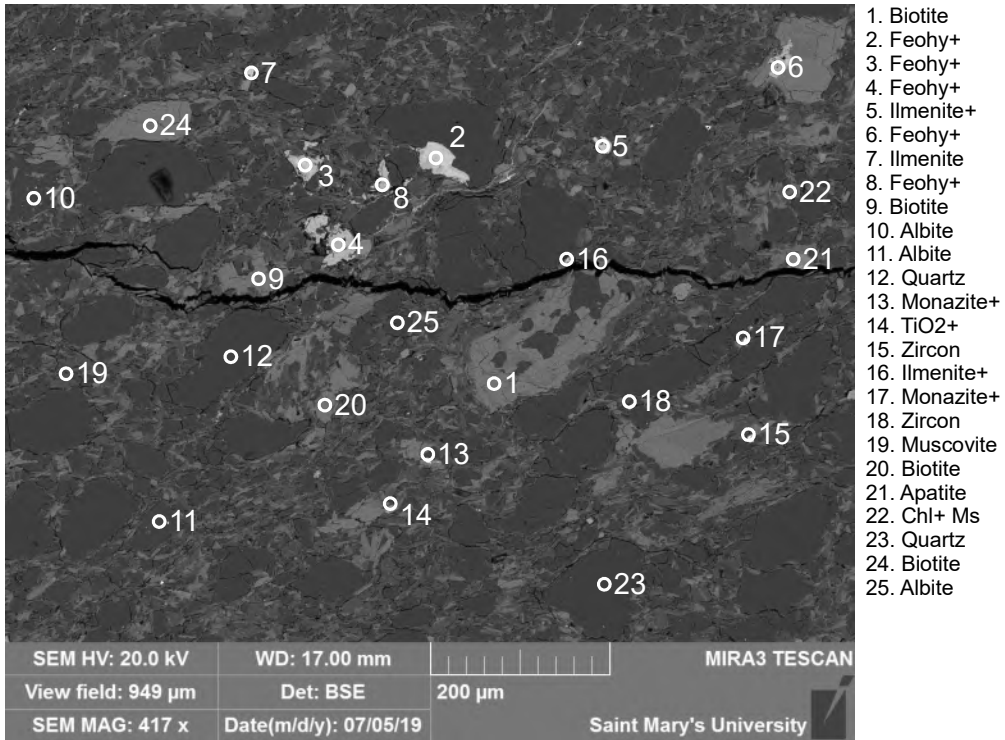 1. Biotite
2. Feohy+
3. Feohy+
4. Feohy+
5. Ilmenite+
6. Feohy+
7. Ilmenite
8. Feohy+
9. Biotite
10. Albite
11. Albite
12. Quartz
13. Monazite+
14. TiO2+
15. Zircon
16. Ilmenite+
17. Monazite+
18. Zircon
19. Muscovite
20. Biotite
21. Apatite
22. Chl+ Ms
23. Quartz
24. Biotite
25. Albite
7
6
24
2
5
3
8
10
22
4
16
21
9
25
17
12
19
1
20
18
15
13
14
11
23
SEM HV: 20.0 kV
WD: 17.00 mm
MIRA3 TESCAN
View field: 949 µm
Det: BSE
200 µm
SEM MAG: 417 x
Date(m/d/y): 07/05/19
Saint Mary's University